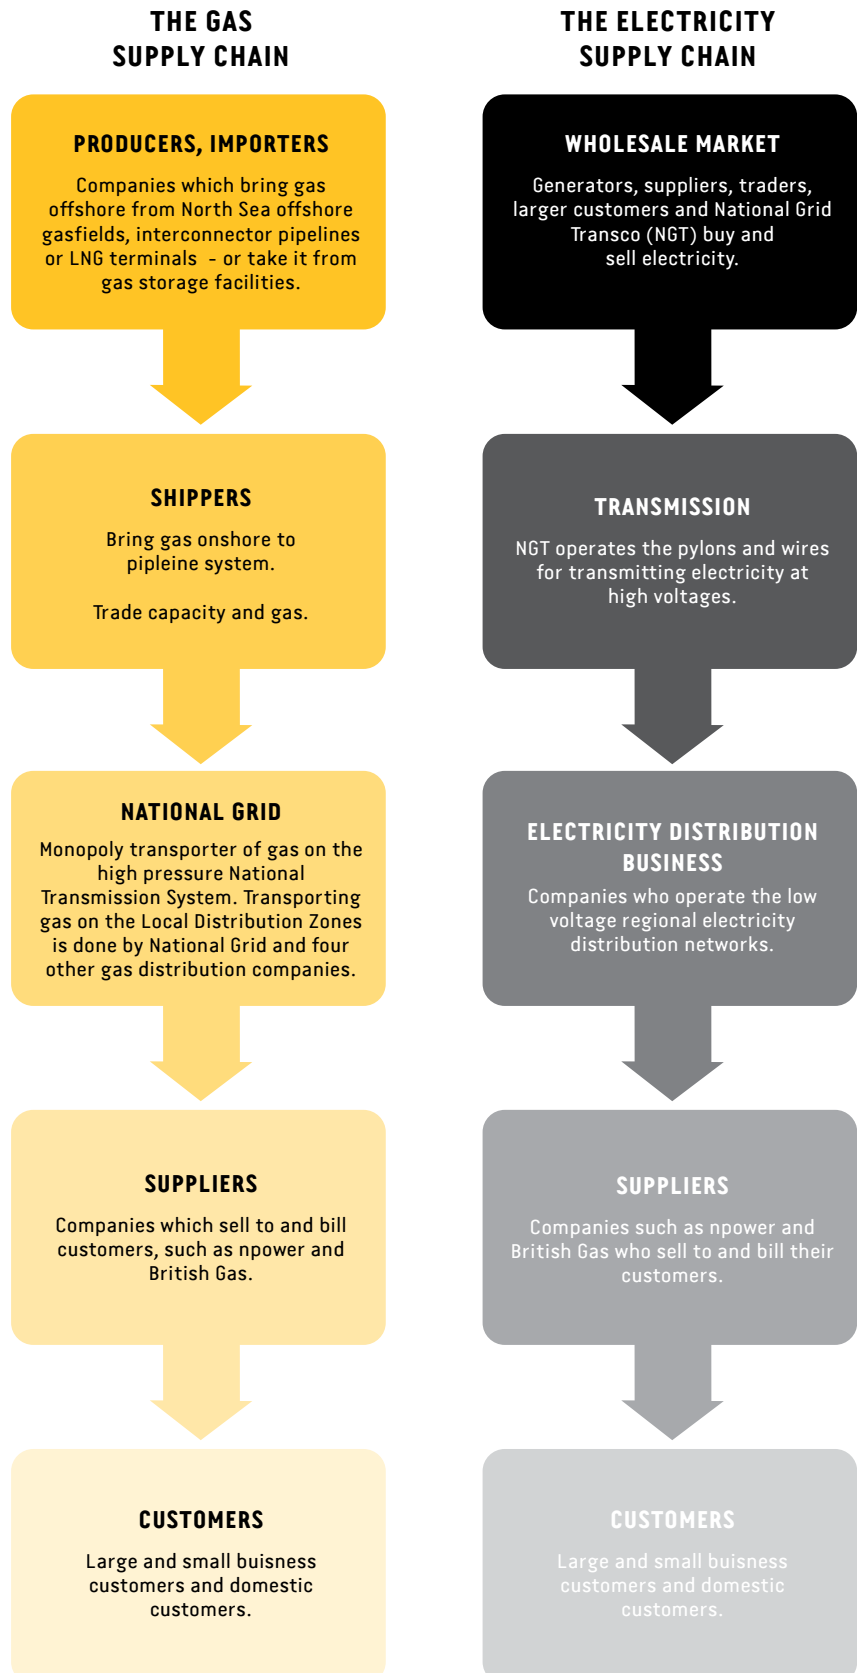 THE GAS
SUPPLY CHAIN
PRODUCERS, IMPORTERS
Companies which bring gas
offshore from North Sea offshore
gasfields, interconnector pipelines
or LNG terminals - or take it from
gas storage facilities.
SHIPPERS
Bring gas onshore to
pipleine system.
Trade capacity and gas.
NATIONAL GRID
Monopoly transporter of gas on the
high pressure National
Transmission System. Transporting
gas on the Local Distribution Zones
is done by National Grid and four
other gas distribution companies.
SUPPLIERS
Companies which sell to and bill
customers, such as npower and
British Gas.
CUSTOMERS
Large and small buisness
customers and domestic
customers.
THE ELECTRICITY
SUPPLY CHAIN
WHOLESALE MARKET
Generators, suppliers, traders,
larger customers and National Grid
Transco (NGT) buy and
sell electricity.
TRANSMISSION
NGT operates the pylons and wires
for transmitting electricity at
high voltages.
ELECTRICITY DISTRIBUTION
BUSINESS
Companies who operate the low
voltage regional electricity
distribution networks.
SUPPLIERS
Companies such as npower and
British Gas who sell to and bill their
customers.
CUSTOMERS
Large and small buisness
customers and domestic
customers.